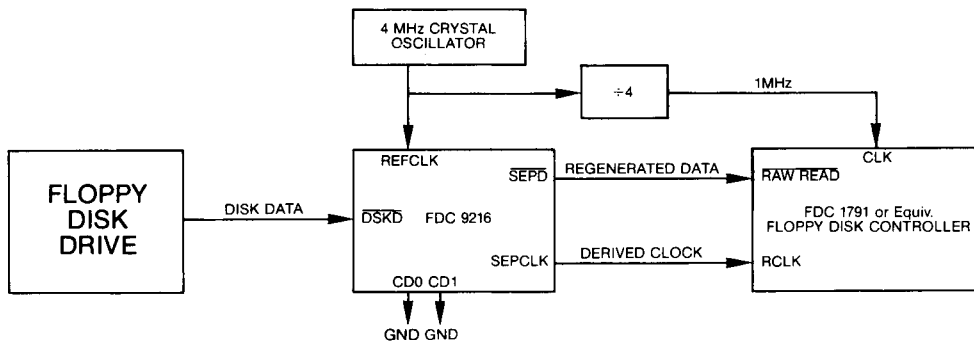 4 MHz CRYSTAL
OSCILLATOR
÷4
1MHz
FLOPPY
DISK
DRIVE
DISK DATA
REFCLK
SEPD
DSKD
FDC 9216
SEPCLK
CD0 CD1
GND GND
REGENERATED DATA
DERIVED CLOCK
CLK
RAW READ
FDC 1791 or Equiv.
FLOPPY DISK CONTROLLER
RCLK